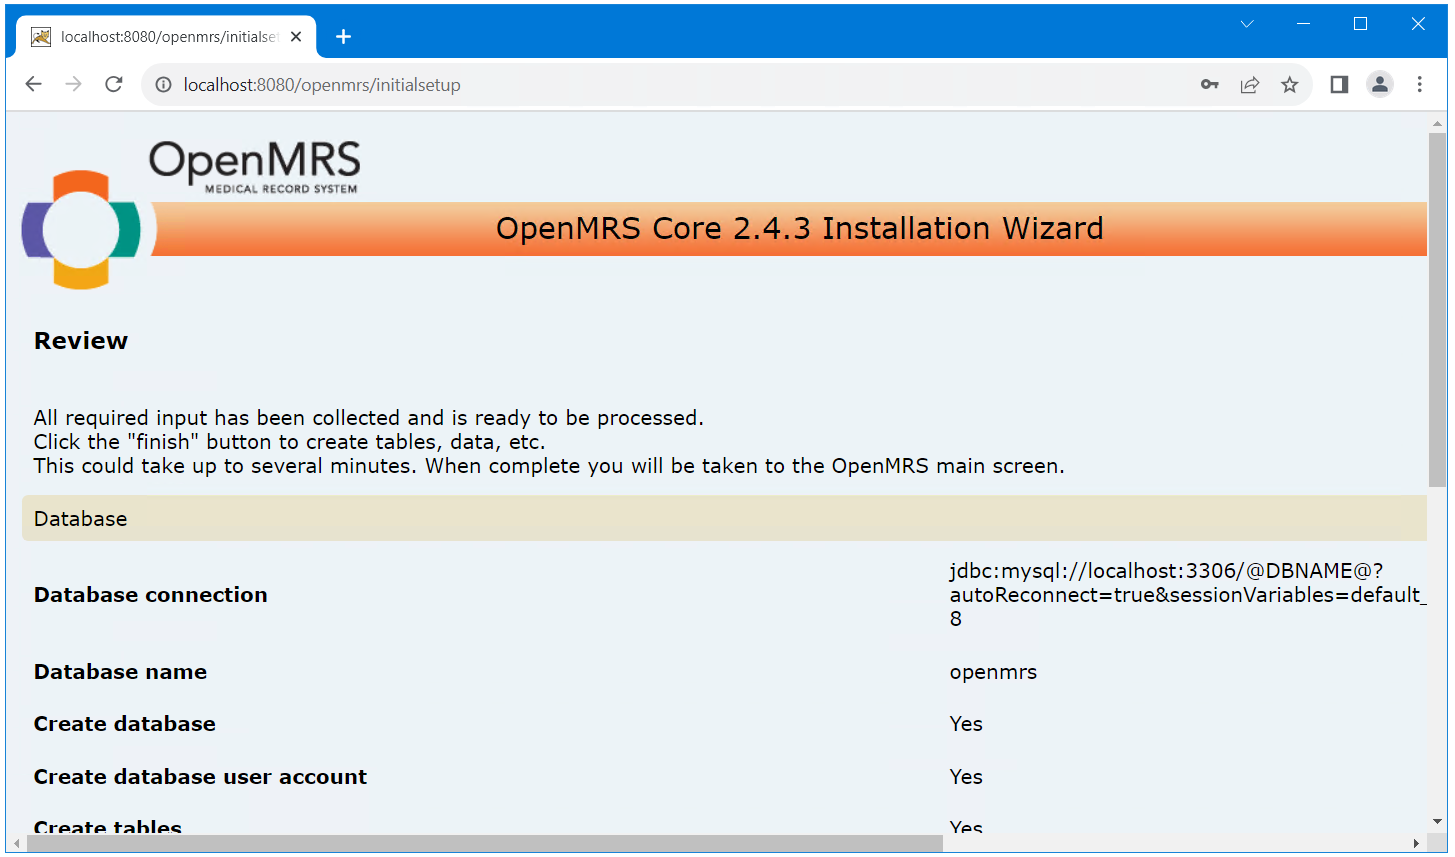 localhost:8080/openmrs/initialset
localhost:8080/openmrs/initialsetup
OpenMRS
MEDICAL RECORD SYSTEM
OpenMRS Core 2.4.3 Installation Wizard
Review
All required input has been collected and is ready to be processed.
Click the "finish" button to create tables, data, etc.
This could take up to several minutes. When complete you will be taken to the OpenMRS main screen.
Database
Database connection
jdbc:mysql://localhost:3306/@DBNAME@?
autoReconnect=true&sessionVariables=default_
8
Database name openmrs
Create database Yes
Create database user account Yes
Create tables Yes